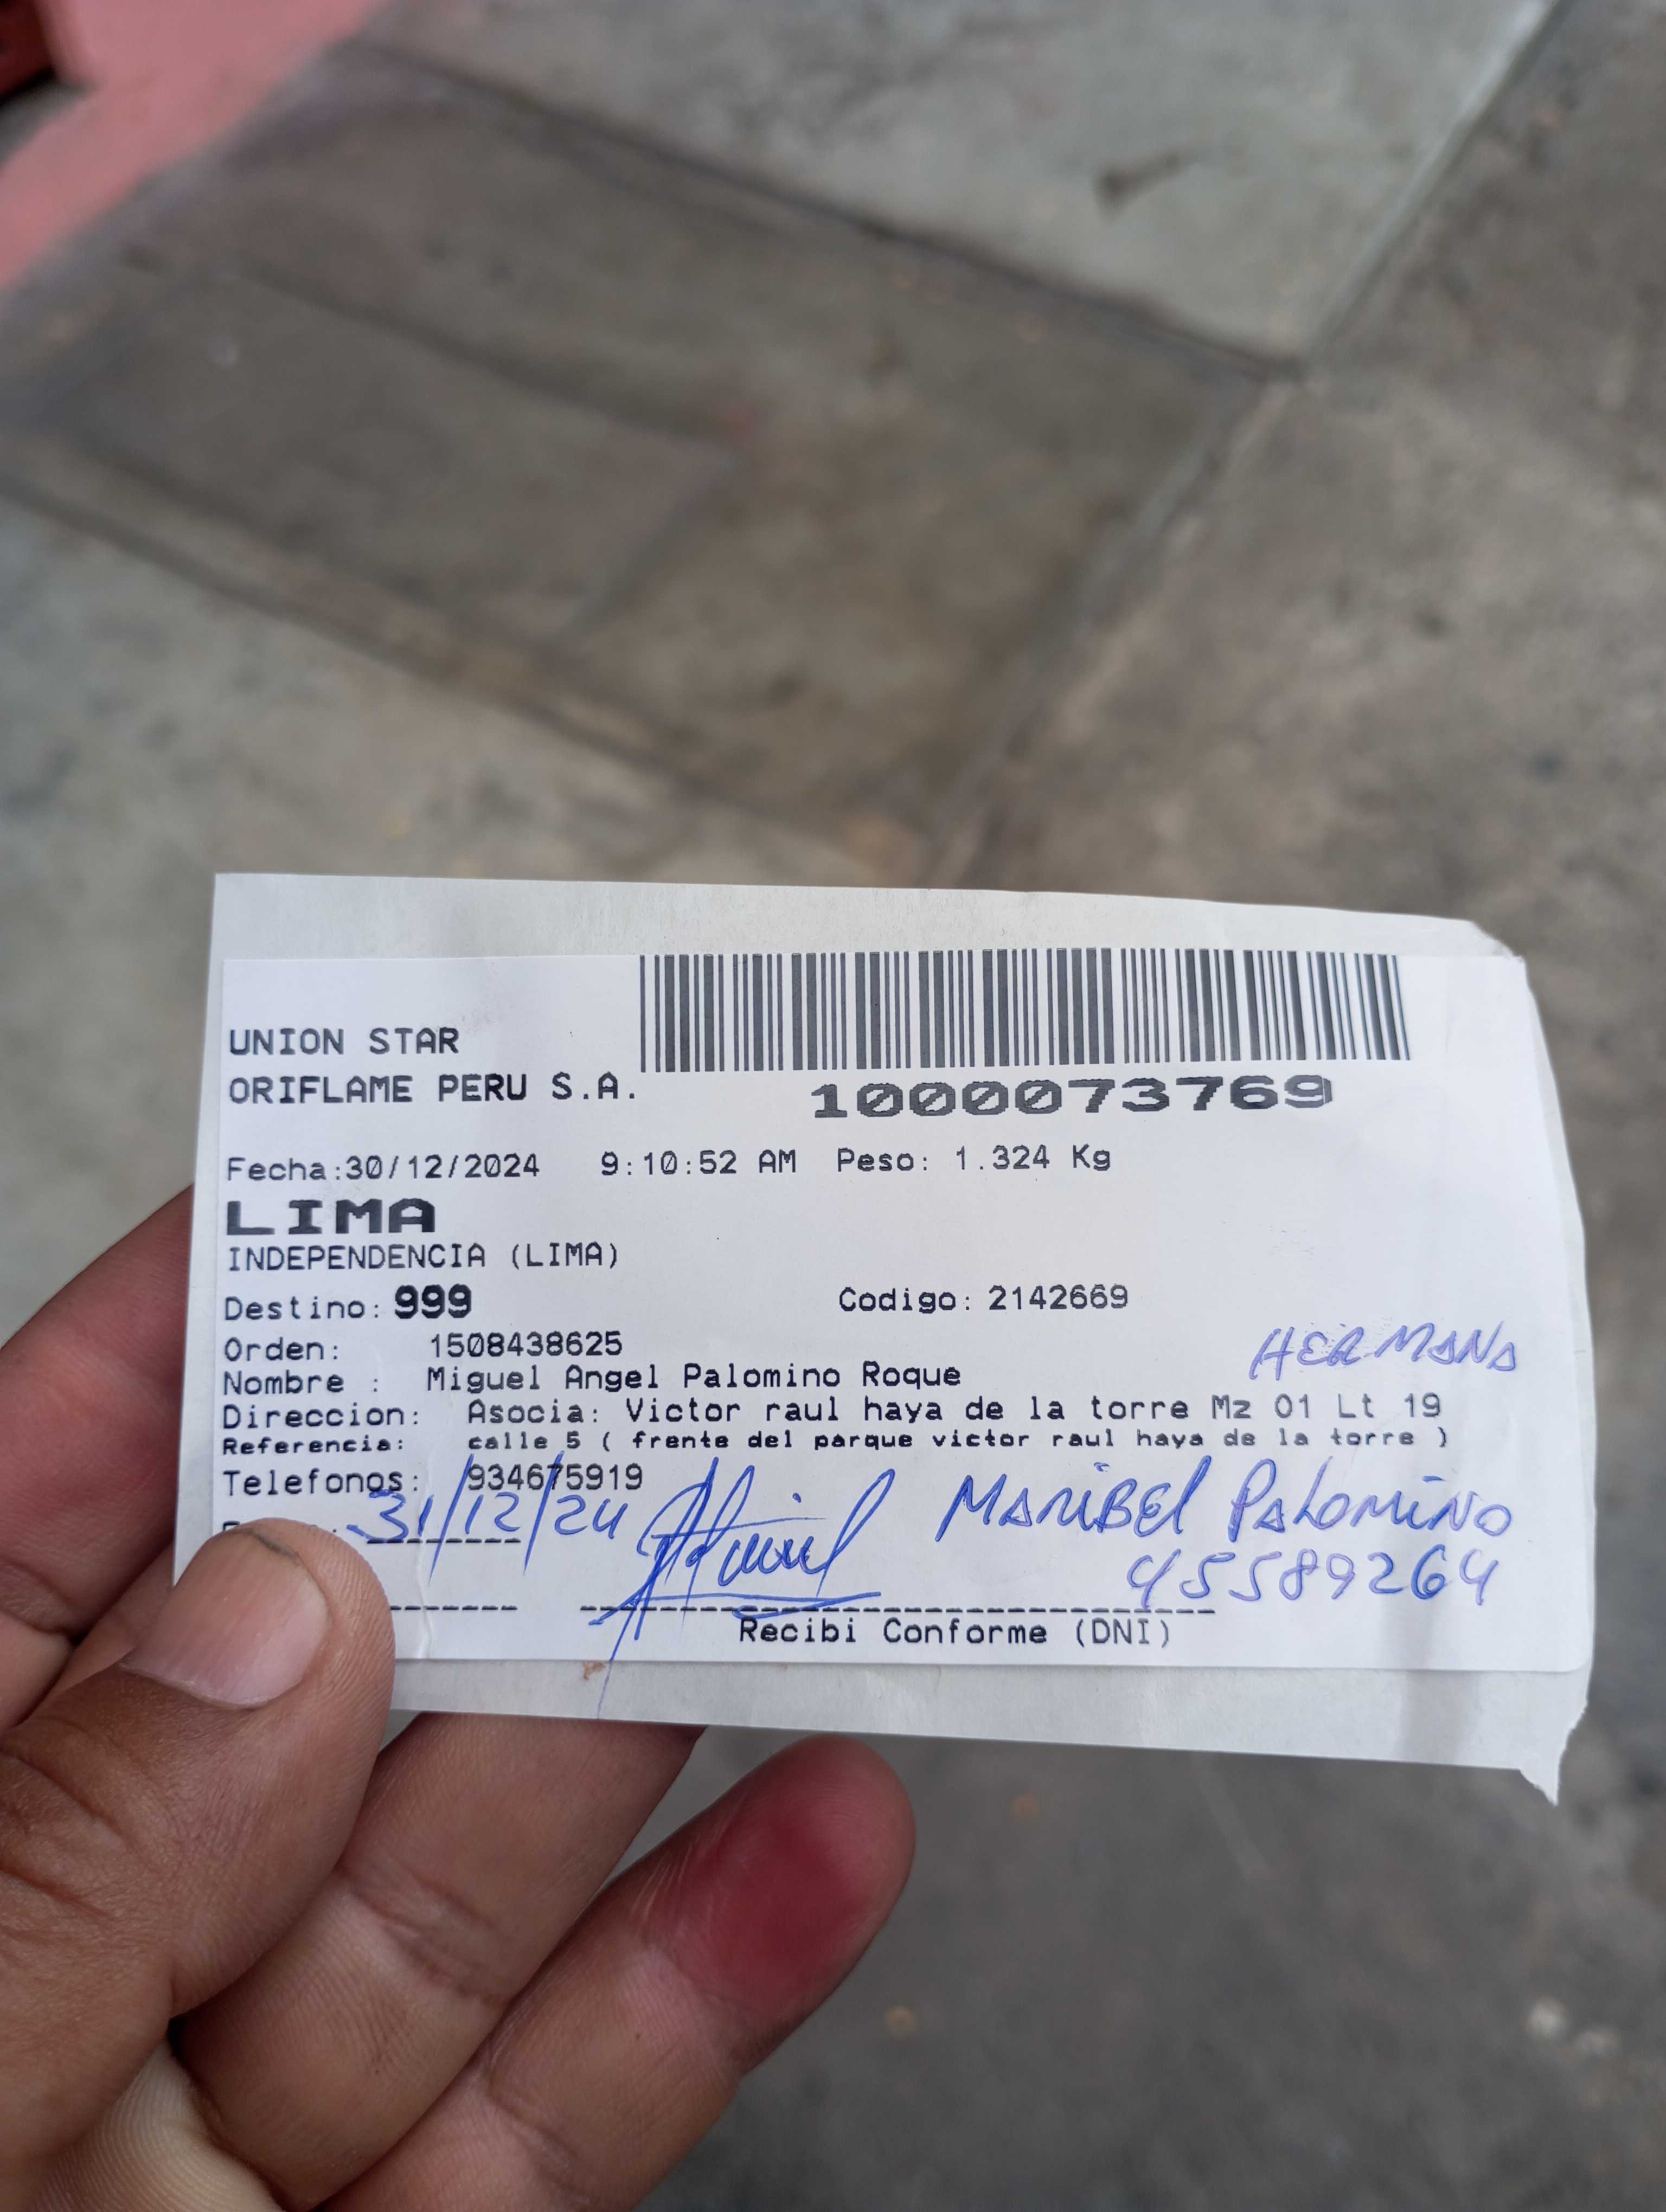 UNION STAR
ORIFLAME PERU S.A.
1000073769
Fecha:30/12/2024 9:10:52 AM Peso: 1.324 Kg
LIMA
INDEPENDENCIA (LIMA)
Destino: 999 Codigo: 2142669
Orden: 1508438625
HERMANA
Nombre : Miguel Angel Palomino Roque
Direccion: Asocia: Victor raul haya de la torre Mz 01 Lt 19
Referencia: calle 5 ( frente del parque victor raul haya de la torre )
Telefonos: 934675919
31/12/24 MARIBEL PALOMINO
45589264
Recibi Conforme (DNI)